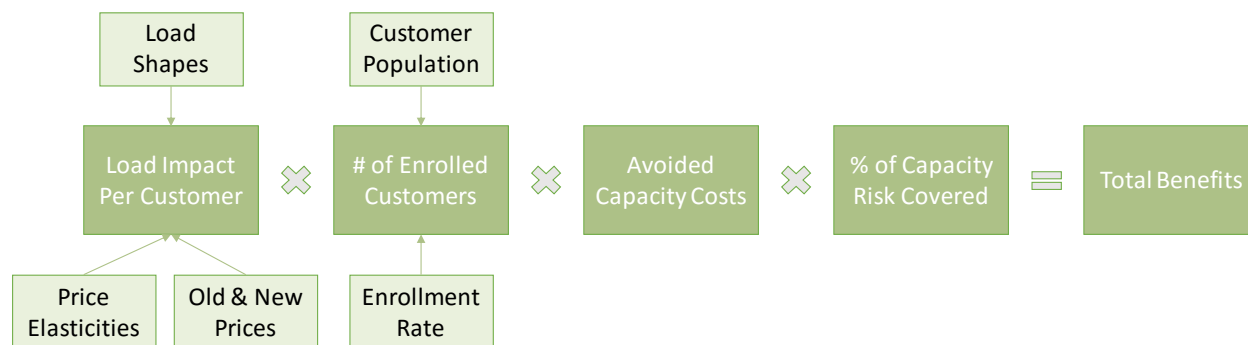 Load
Shapes
Customer
Population
Load Impact
Per Customer
# of Enrolled
Customers
Avoided
Capacity Costs
% of Capacity
Risk Covered
Total Benefits
Price
Elasticities
Old & New
Prices
Enrollment
Rate